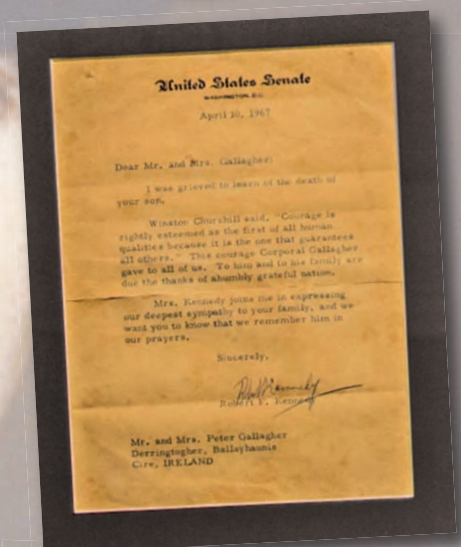 United States Senate
WASHINGTON, D.C.
April 10, 1967
Dear Mr. and Mrs. Gallagher:
I was grieved to learn of the death of
your son.
Winston Churchill said, "Courage is
rightly esteemed as the first of all human
qualities because it is the one that guarantees
all others." This courage Corporal Gallagher
gave to all of us. To him and to his family are
due the thanks of ahumbly grateful nation.
Mrs. Kennedy joins me in expressing
our deepest sympathy to your family, and we
want you to know that we remember him in
our prayers.
Sincerely,
Robert F. Kennedy
Mr. and Mrs. Peter Gallagher
Derringtogher, Balleyhaunis
Cire, IRELAND